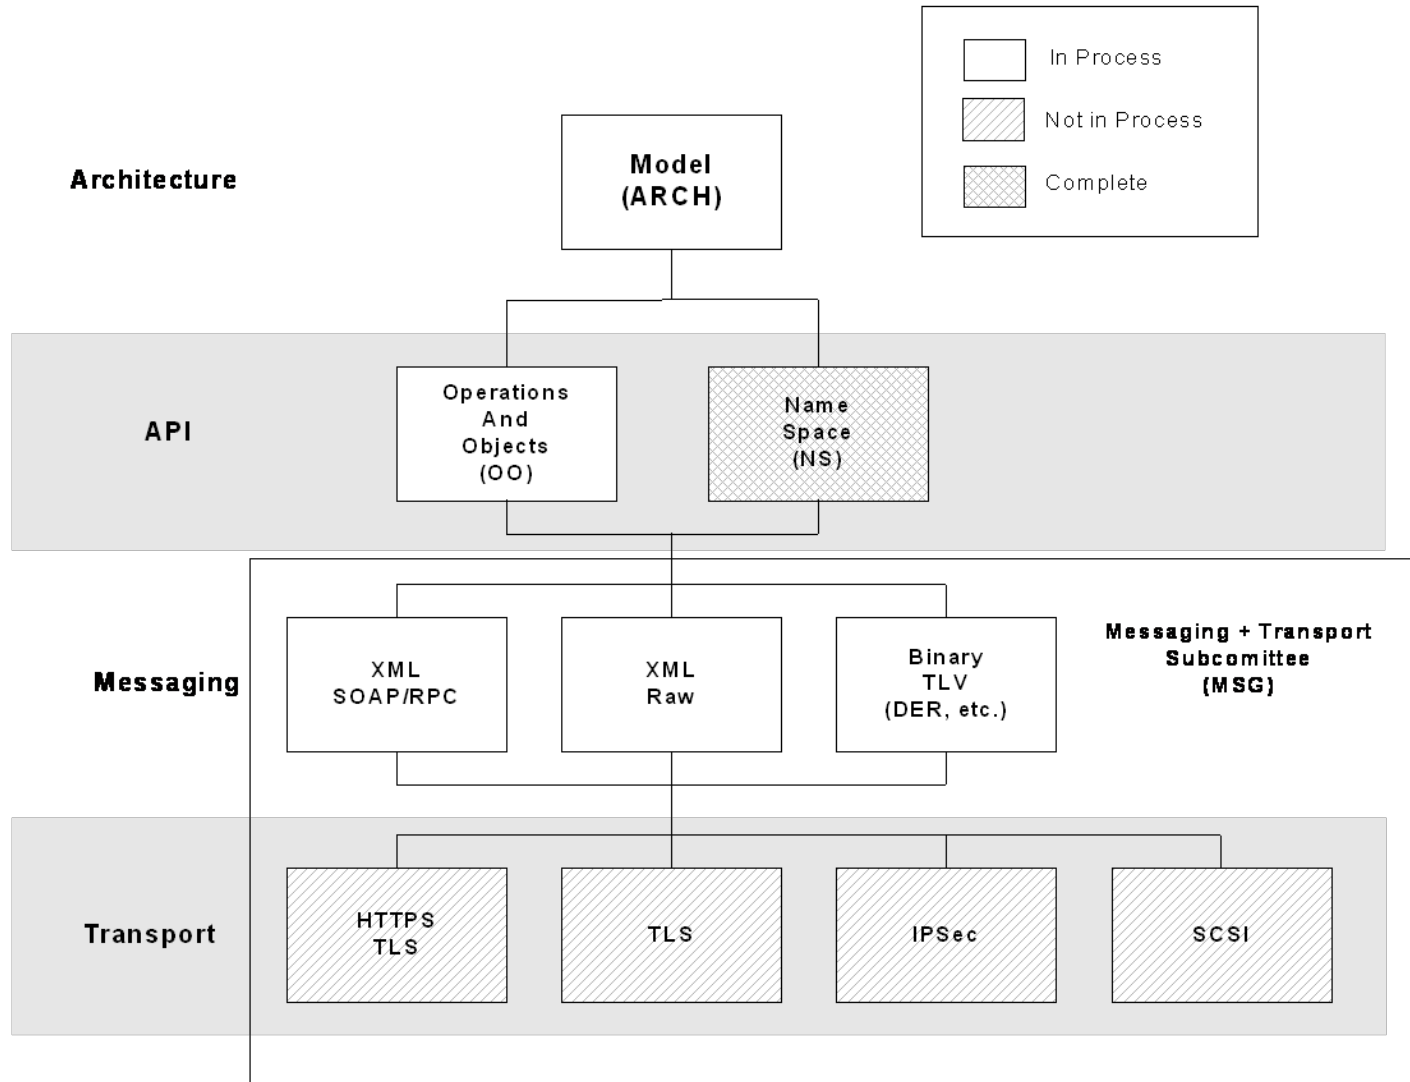 In Process
Not in Process
Complete
Architecture
Model
(ARCH)
API
Operations
And
Objects
(OO)
Name
Space
(NS)
Messaging
XML
SOAP/RPC
XML
Raw
Binary
TLV
(DER, etc.)
Messaging + Transport
Subcomittee
(MSG)
Transport
HTTPS
TLS
TLS
IPSec
SCSI